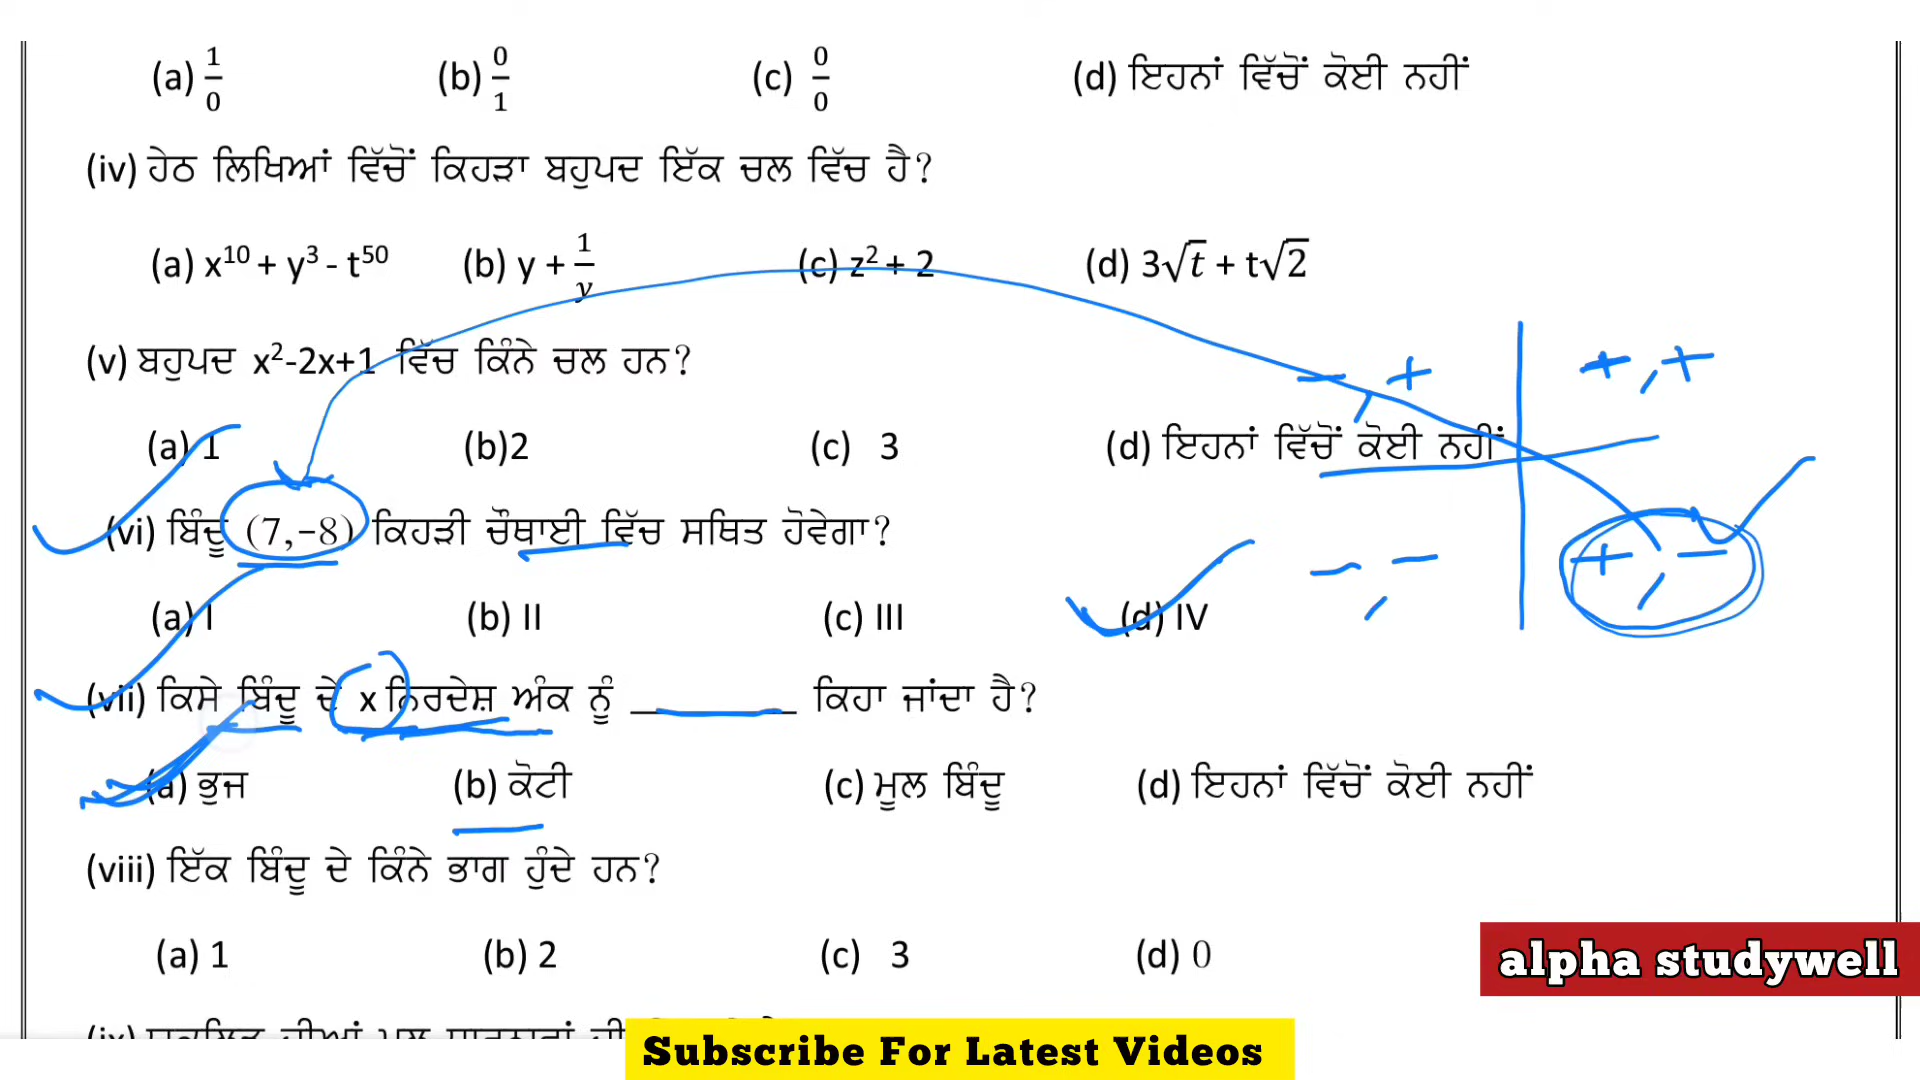 (a) 1/0 (b) 0/1 (c) 0/0 (d) ਇਹਨਾਂ ਵਿੱਚੋਂ ਕੋਈ ਨਹੀਂ
(iv) ਹੇਠ ਲਿਖਿਆਂ ਵਿੱਚੋਂ ਕਿਹੜਾ ਬਹੁਪਦ ਇੱਕ ਚਲ ਵਿੱਚ ਹੈ?
(a) x¹⁰ + y³ - t⁵⁰ (b) y + 1/y (c) z² + 2 (d) 3√t + t√2
(v) ਬਹੁਪਦ x²-2x+1 ਵਿੱਚ ਕਿੰਨੇ ਚਲ ਹਨ?
-, + +, +
(a) 1 (b)2 (c) 3 (d) ਇਹਨਾਂ ਵਿੱਚੋਂ ਕੋਈ ਨਹੀਂ
(vi) ਬਿੰਦੂ (7,-8) ਕਿਹੜੀ ਚੌਥਾਈ ਵਿੱਚ ਸਥਿਤ ਹੋਵੇਗਾ?
-, - +, -
(a) I (b) II (c) III (d) IV
(vii) ਕਿਸੇ ਬਿੰਦੂ ਦੇ x ਨਿਰਦੇਸ਼ ਅੰਕ ਨੂੰ ________ ਕਿਹਾ ਜਾਂਦਾ ਹੈ?
(a) ਭੁਜ (b) ਕੋਟੀ (c) ਮੂਲ ਬਿੰਦੂ (d) ਇਹਨਾਂ ਵਿੱਚੋਂ ਕੋਈ ਨਹੀਂ
(viii) ਇੱਕ ਬਿੰਦੂ ਦੇ ਕਿੰਨੇ ਭਾਗ ਹੁੰਦੇ ਹਨ?
(a) 1 (b) 2 (c) 3 (d) 0
alpha studywell
Subscribe For Latest Videos